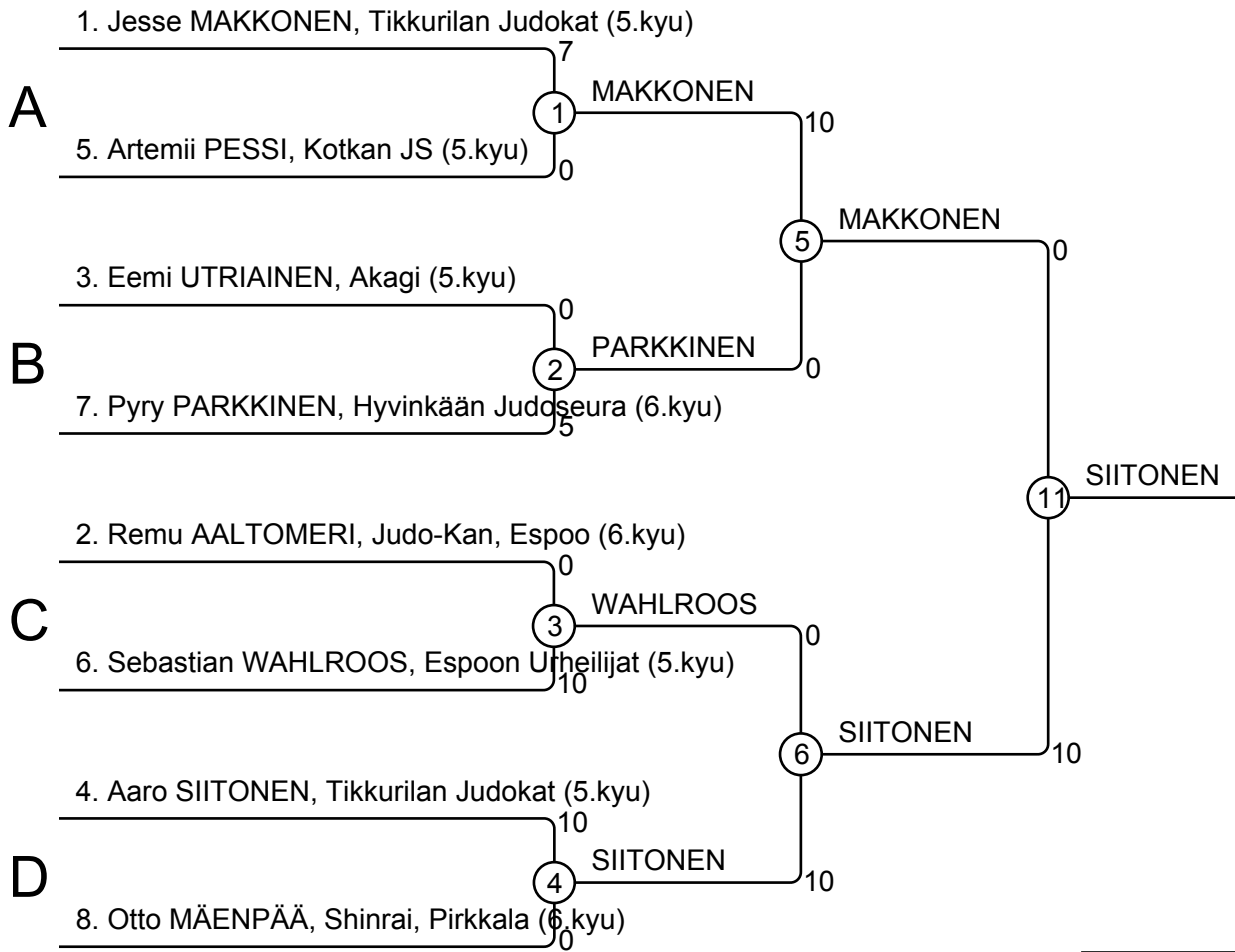 1. Jesse MAKKONEN, Tikkurilan Judokat (5.kyu)
7
A
1
MAKKONEN
10
5. Artemii PESSI, Kotkan JS (5.kyu)
0
5
MAKKONEN
0
3. Eemi UTRIAINEN, Akagi (5.kyu)
0
B
2
PARKKINEN
0
7. Pyry PARKKINEN, Hyvinkään Judoseura (6.kyu)
5
11
SIITONEN
2. Remu AALTOMERI, Judo-Kan, Espoo (6.kyu)
0
C
3
WAHLROOS
0
6. Sebastian WAHLROOS, Espoon Urheilijat (5.kyu)
10
6
SIITONEN
10
4. Aaro SIITONEN, Tikkurilan Judokat (5.kyu)
10
D
4
SIITONEN
10
8. Otto MÄENPÄÄ, Shinrai, Pirkkala (6.kyu)
0